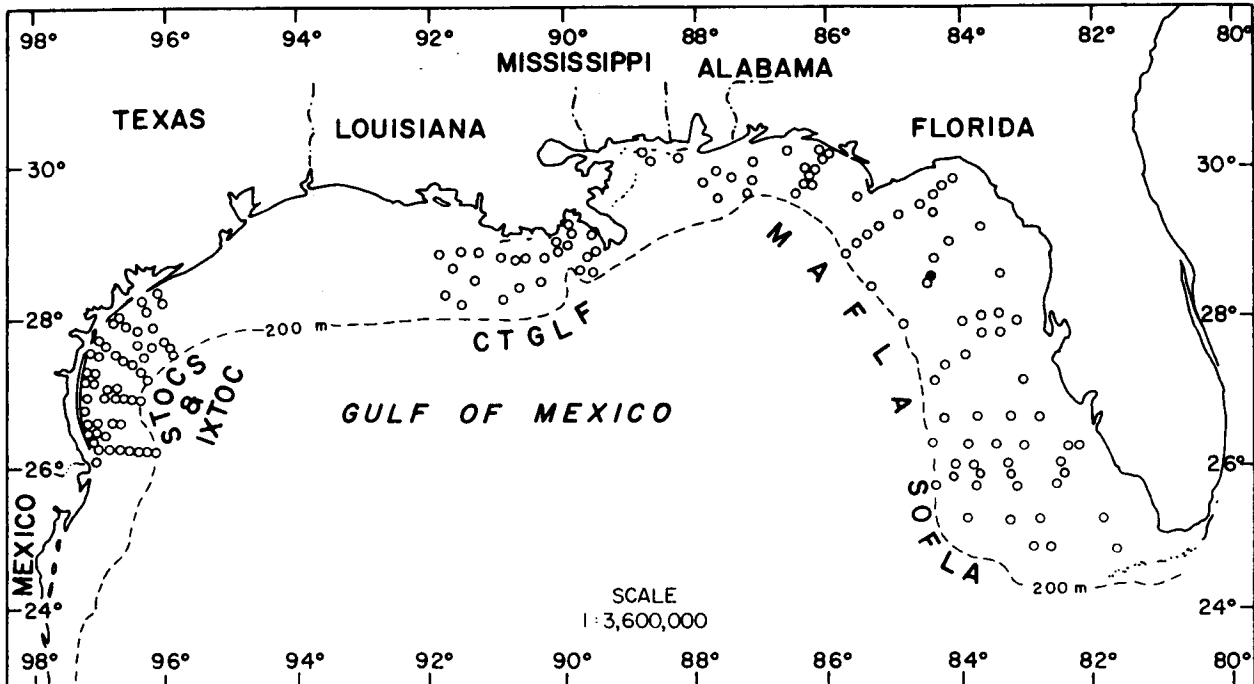 98° 96° 94° 92° 90° 88° 86° 84° 82° 80°
MISSISSIPPI
ALABAMA
TEXAS
LOUISIANA
FLORIDA
30° 30°
28° 28°
200 m
CTGLF
MAFLA
STOCS
&
IXTOC
GULF OF MEXICO
26° 26°
SOFLA
MEXICO
200 m
SCALE
1:3,600,000
24° 24°
98° 96° 94° 92° 90° 88° 86° 84° 82° 80°